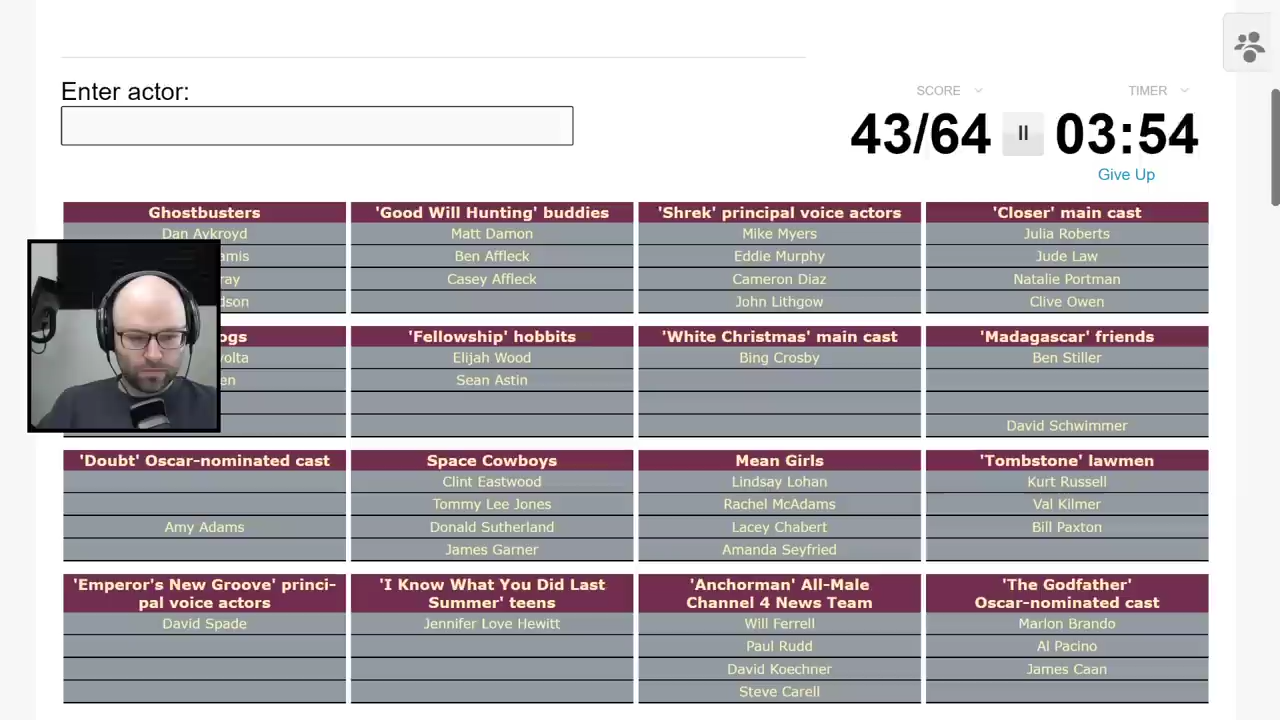 Enter actor:
SCORE
TIMER
43/64
03:54
Give Up
Ghostbusters
'Good Will Hunting' buddies
'Shrek' principal voice actors
'Closer' main cast
Dan Aykroyd
Matt Damon
Mike Myers
Julia Roberts
amis
Ben Affleck
Eddie Murphy
Jude Law
ray
Casey Affleck
Cameron Diaz
Natalie Portman
dson
John Lithgow
Clive Owen
ogs
'Fellowship' hobbits
'White Christmas' main cast
'Madagascar' friends
volta
Elijah Wood
Bing Crosby
Ben Stiller
en
Sean Astin
David Schwimmer
'Doubt' Oscar-nominated cast
Space Cowboys
Mean Girls
'Tombstone' lawmen
Clint Eastwood
Lindsay Lohan
Kurt Russell
Tommy Lee Jones
Rachel McAdams
Val Kilmer
Amy Adams
Donald Sutherland
Lacey Chabert
Bill Paxton
James Garner
Amanda Seyfried
'Emperor's New Groove' princi-
pal voice actors
'I Know What You Did Last
Summer' teens
'Anchorman' All-Male
Channel 4 News Team
'The Godfather'
Oscar-nominated cast
David Spade
Jennifer Love Hewitt
Will Ferrell
Marlon Brando
Paul Rudd
Al Pacino
David Koechner
James Caan
Steve Carell